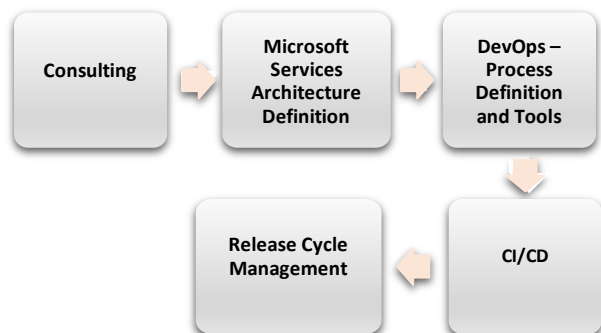 Consulting
Microsoft
Services
Architecture
Definition
DevOps –
Process
Definition
and Tools
CI/CD
Release Cycle
Management